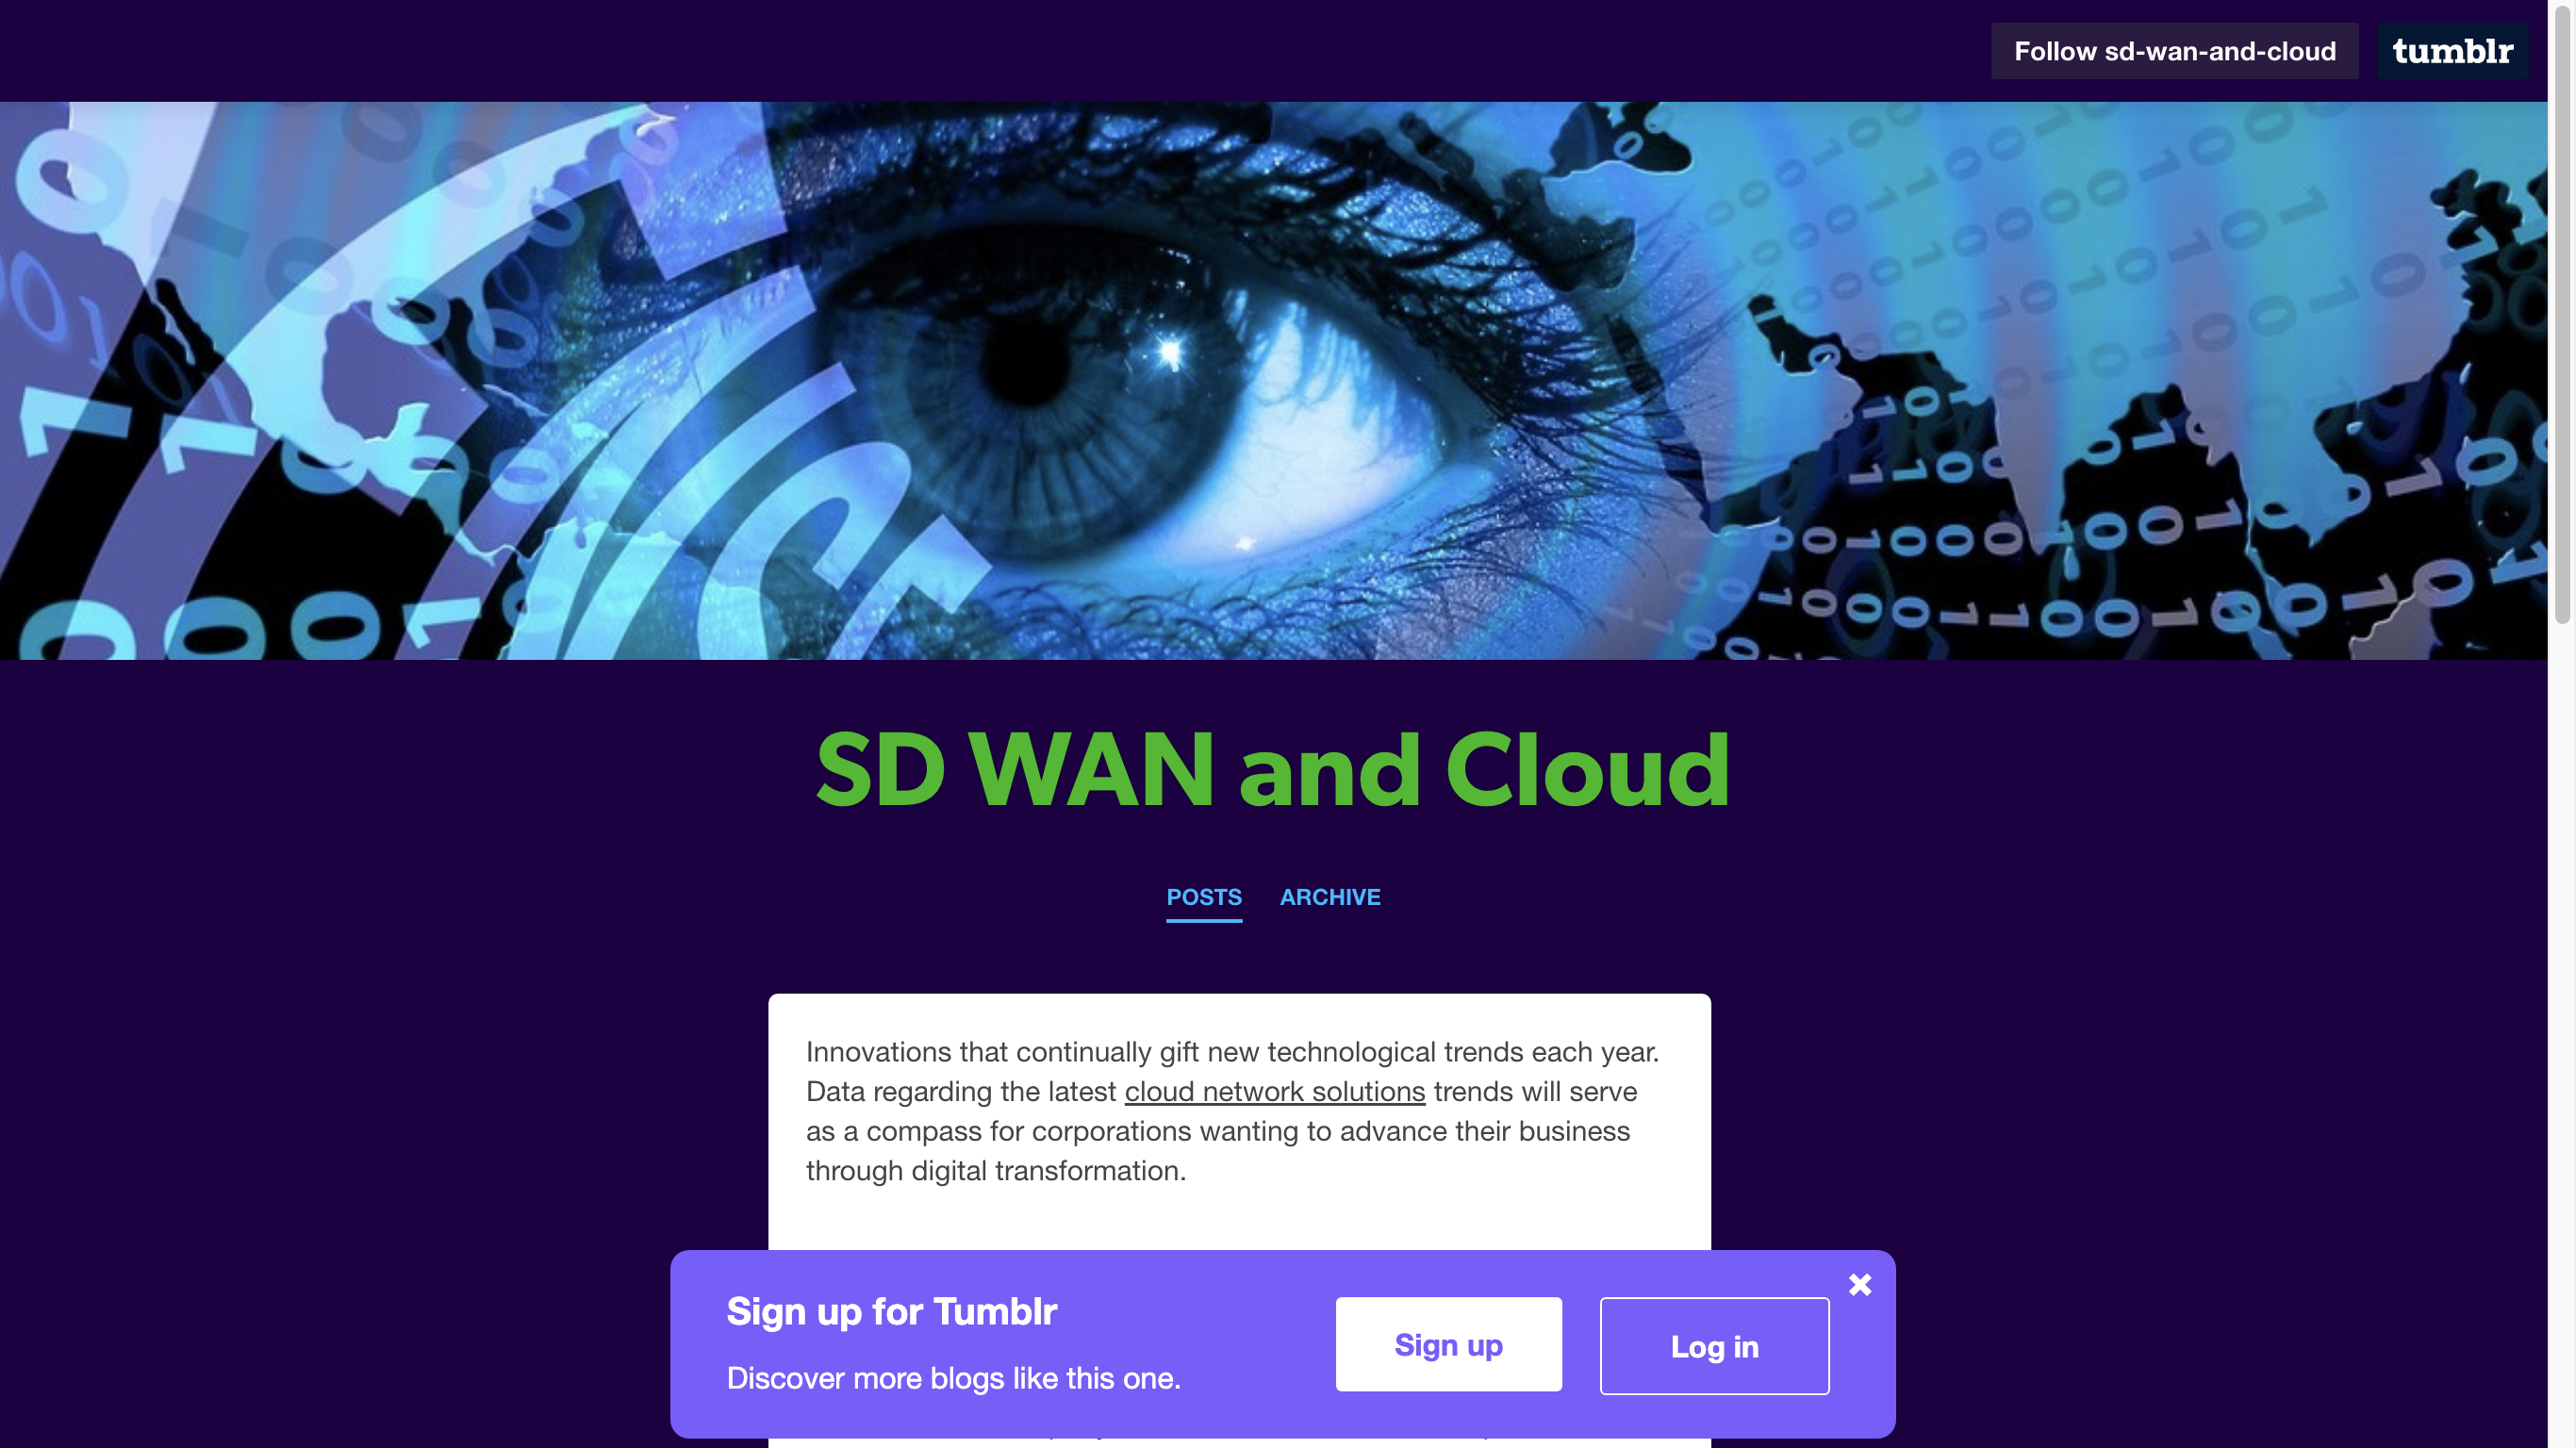 Follow sd-wan-and-cloud
tumblr
SD WAN and Cloud
POSTS
ARCHIVE
Innovations that continually gift new technological trends each year.
Data regarding the latest cloud network solutions trends will serve
as a compass for corporations wanting to advance their business
through digital transformation.
Sign up for Tumblr
Discover more blogs like this one.
Sign up
Log in